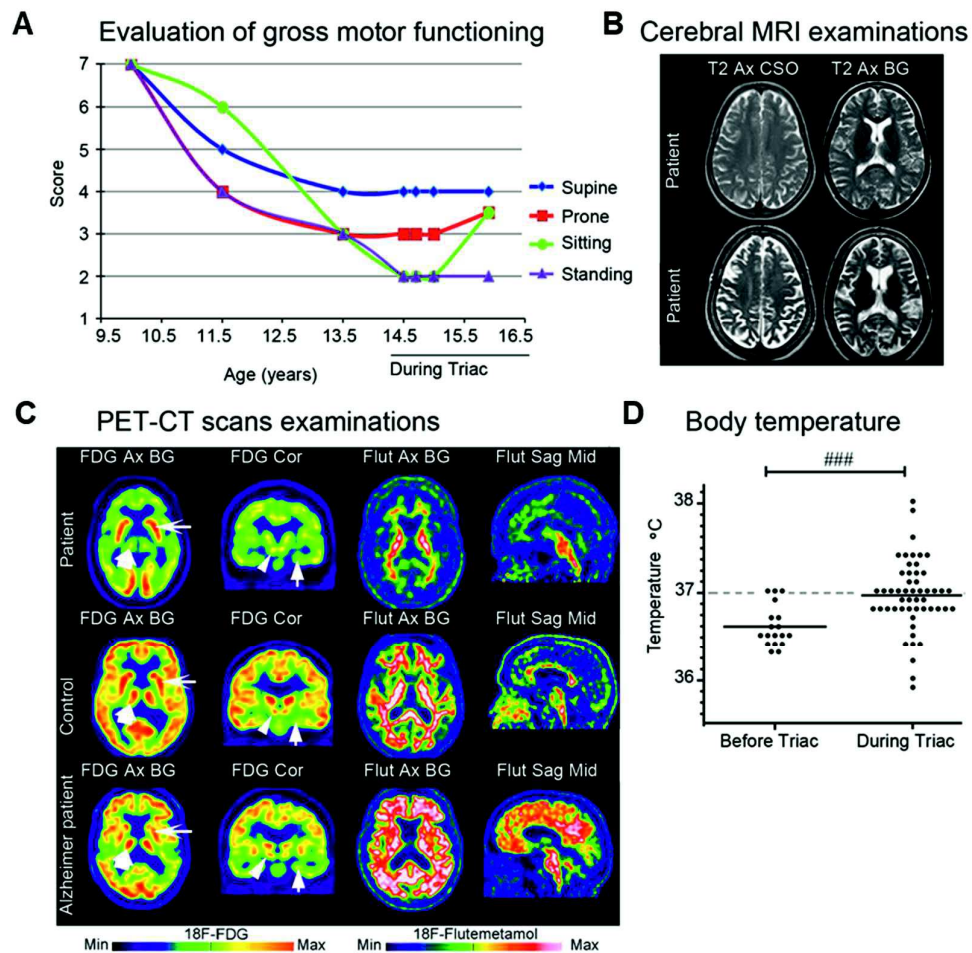 A Evaluation of gross motor functioning
7
6
5
4
3
2
1
Score
9.5 10.5 11.5 12.5 13.5 14.5 15.5 16.5
Age (years)
During Triac
Supine
Prone
Sitting
Standing
B Cerebral MRI examinations
T2 Ax CSO T2 Ax BG
Patient
Patient
C PET-CT scans examinations
FDG Ax BG FDG Cor Flut Ax BG Flut Sag Mid
Patient
FDG Ax BG FDG Cor Flut Ax BG Flut Sag Mid
Control
FDG Ax BG FDG Cor Flut Ax BG Flut Sag Mid
Alzheimer patient
18F-FDG
Min Max
18F-Flutemetamol
Min Max
D Body temperature
###
38
37
36
Temperature °C
Before Triac During Triac